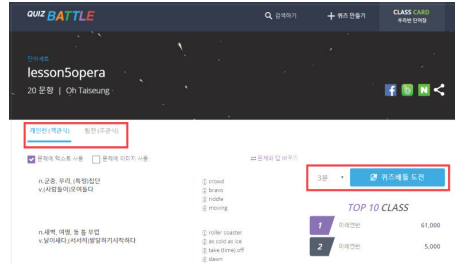 QUIZ BATTLE
검색하기
퀴즈 만들기
CLASS CARD
우리반 단어장
단어세트
lesson5opera
20 문항 | Oh Taiseung
개인전(객관식)
팀전(주관식)
문제에 텍스트 사용
문제에 이미지 사용
문제와 답 바꾸기
n.군중, 무리, (특정)집단
v.(사람들이)모여들다
① crowd
② bravo
③ riddle
④ moving
3분
퀴즈배틀 도전
TOP 10 CLASS
1
61,000
2
5,000
n.새벽, 여명, 동 틀 무렵
v.날이새다,(서서히)발달하기시작하다
① roller coaster
② as cold as ice
③ take (time) off
④ dawn